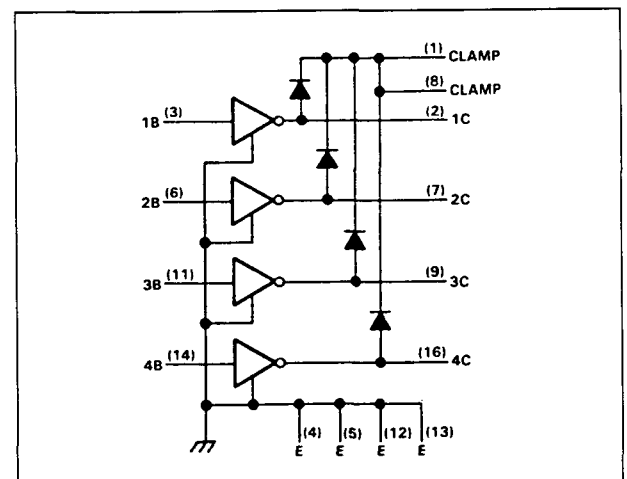 (1) CLAMP
(8) CLAMP
1B (3) (2) 1C
2B (6) (7) 2C
3B (11) (9) 3C
4B (14) (16) 4C
(4) (5) (12) (13)
E E E E